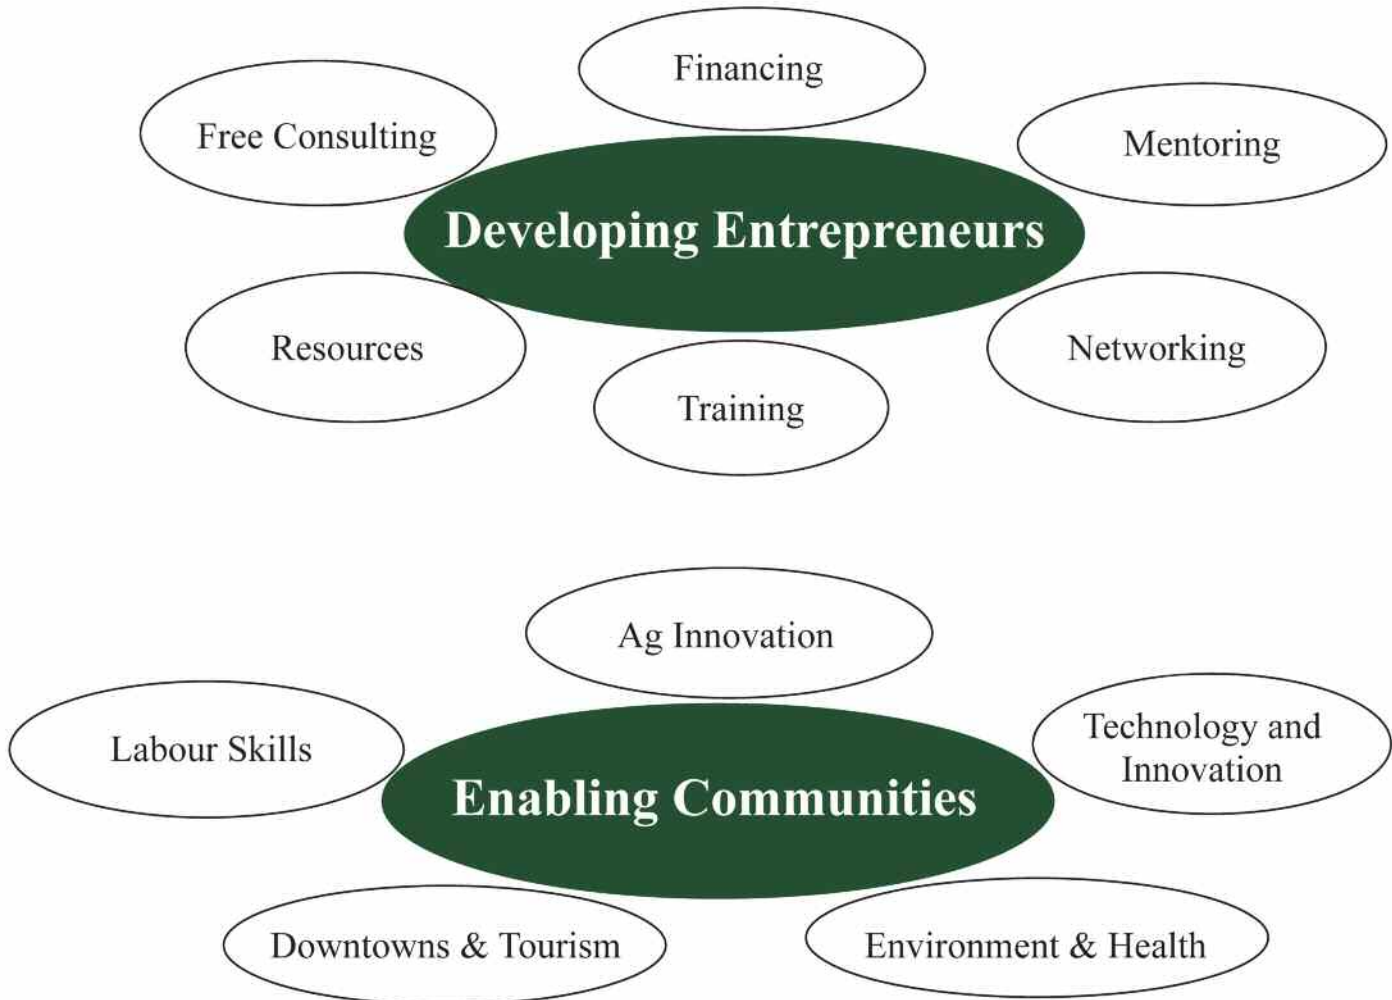 Financing
Free Consulting
Mentoring
Developing Entrepreneurs
Resources
Networking
Training
Ag Innovation
Labour Skills
Technology and
Innovation
Enabling Communities
Downtowns & Tourism
Environment & Health